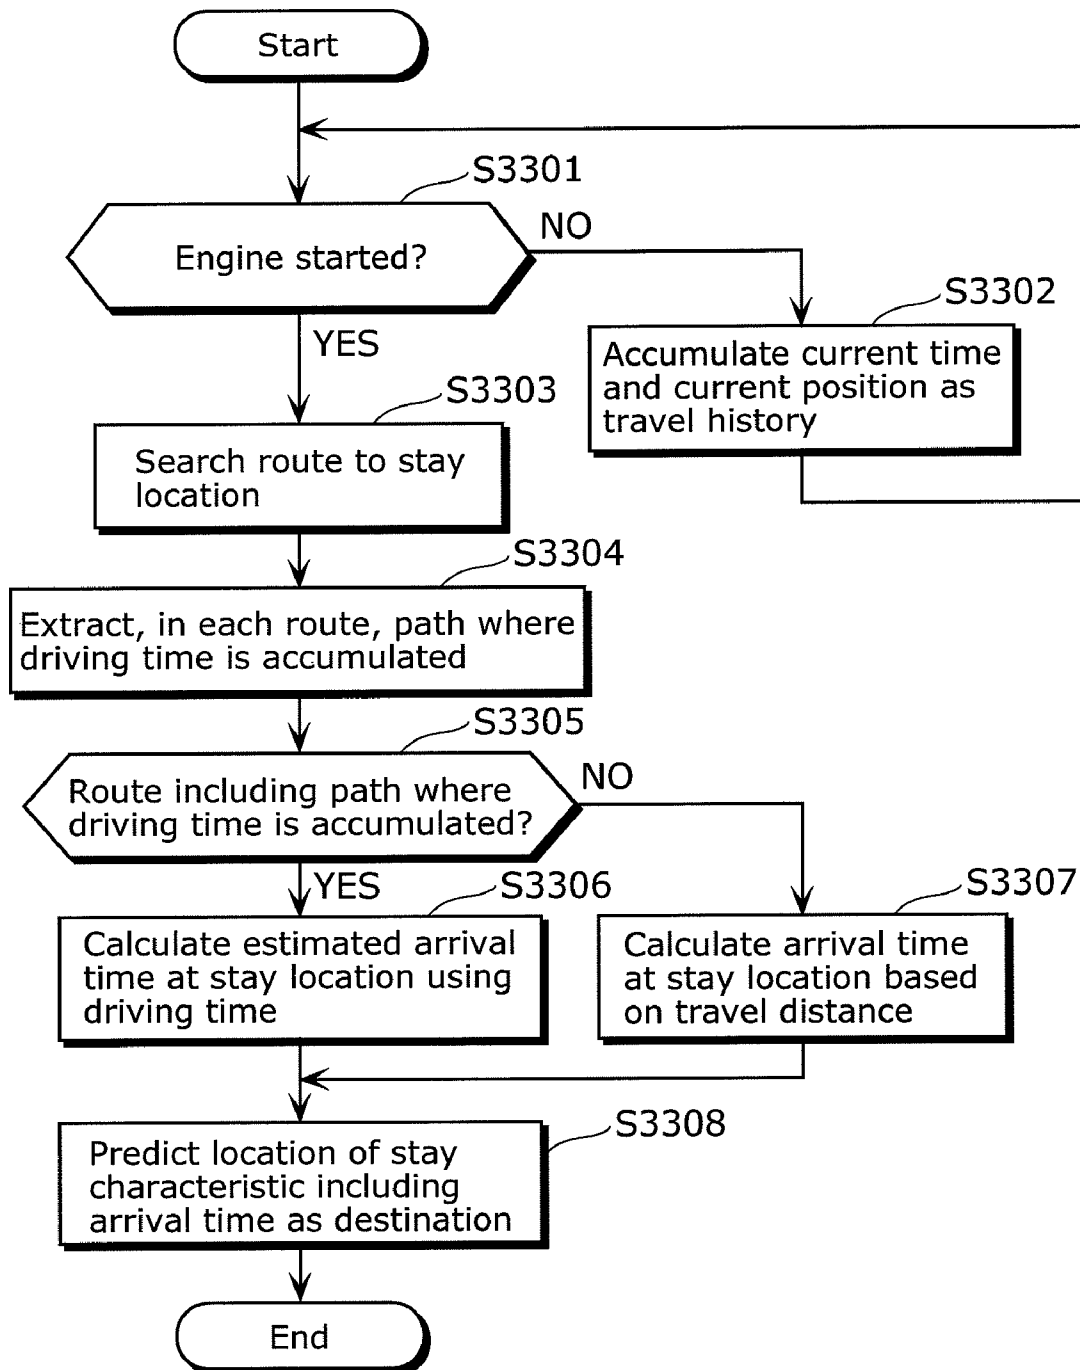 Start
S3301
Engine started?
NO
YES
S3302
Accumulate current time
and current position as
travel history
S3303
Search route to stay
location
S3304
Extract, in each route, path where
driving time is accumulated
S3305
Route including path where
driving time is accumulated?
NO
YES
S3306
Calculate estimated arrival
time at stay location using
driving time
S3307
Calculate arrival time
at stay location based
on travel distance
S3308
Predict location of stay
characteristic including
arrival time as destination
End